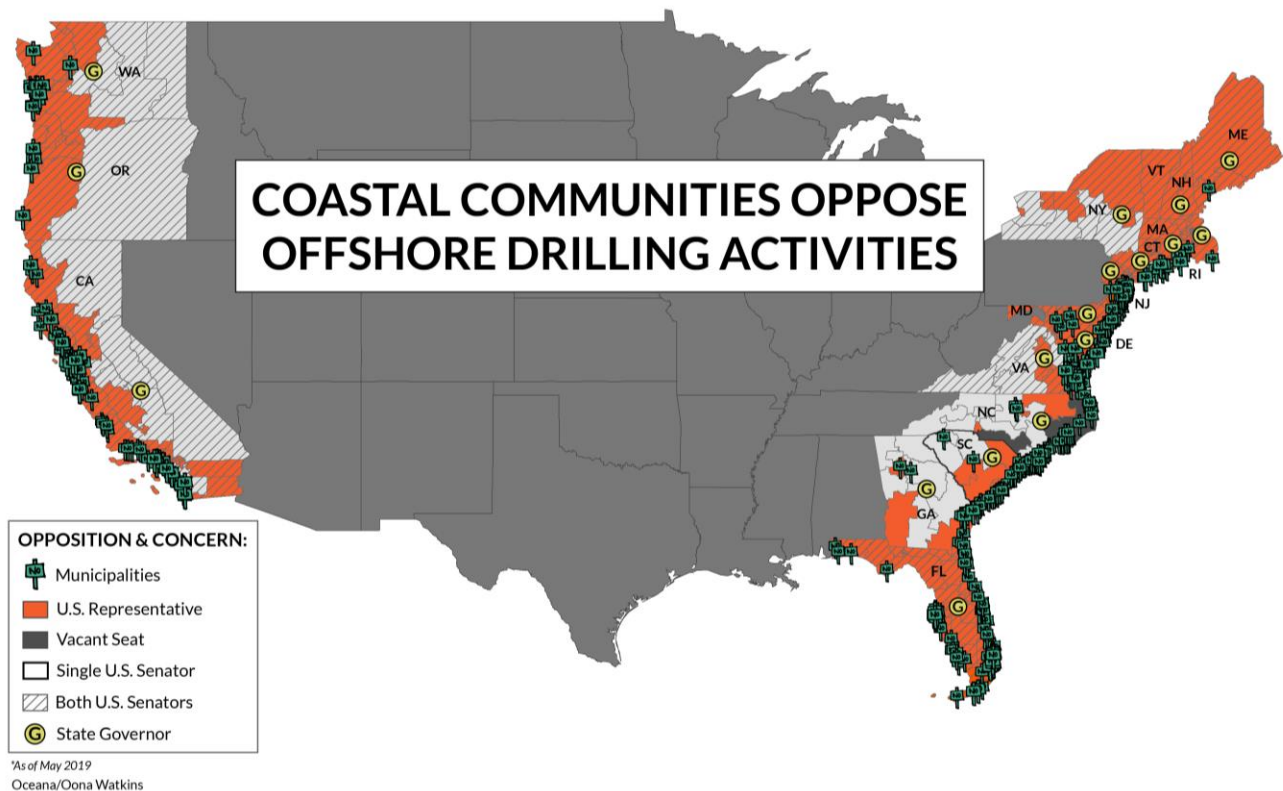 COASTAL COMMUNITIES OPPOSE
OFFSHORE DRILLING ACTIVITIES
WA
OR
CA
ME
VT
NH
NY
MA
CT
RI
NJ
MD
DE
VA
NC
SC
GA
FL
OPPOSITION & CONCERN:
No Municipalities
U.S. Representative
Vacant Seat
Single U.S. Senator
Both U.S. Senators
G State Governor
*As of May 2019
Oceana/Oona Watkins